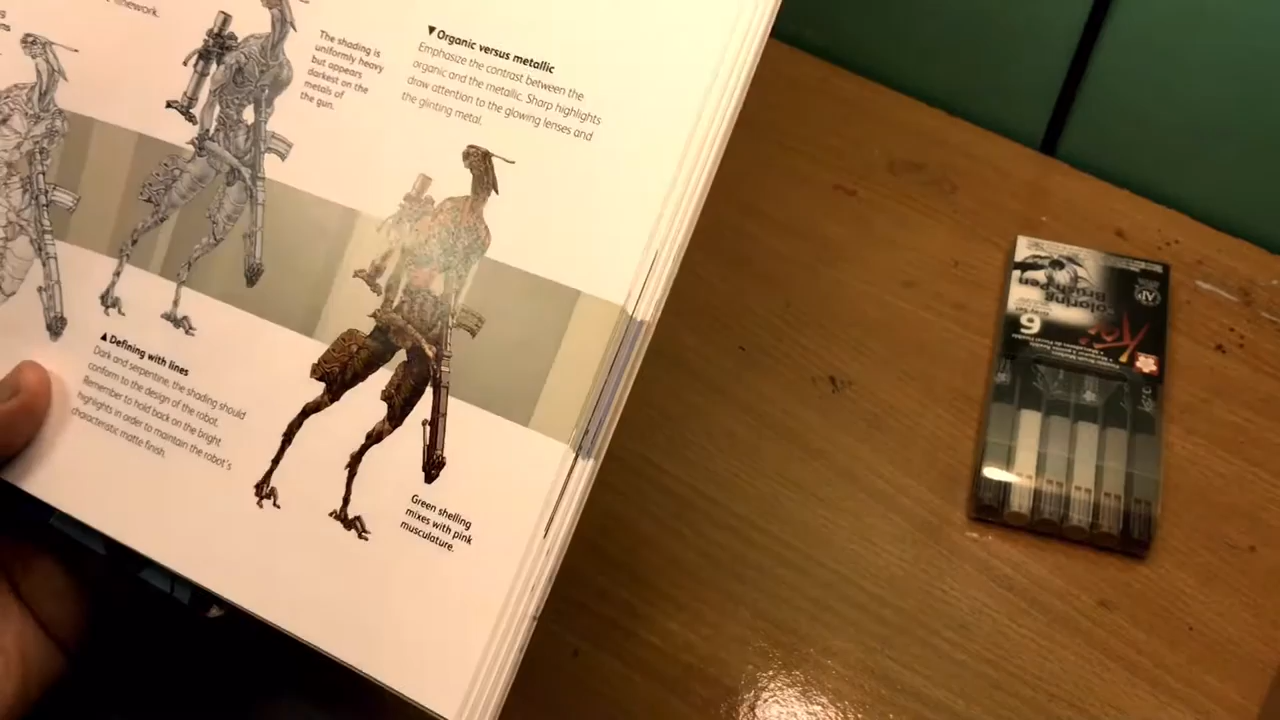 The shading is
uniformly heavy
but appears
darkest on the
metals of
the gun.
▼ Organic versus metallic
Emphasize the contrast between the
organic and the metallic. Sharp highlights
draw attention to the glowing lenses and
the glinting metal.
▲ Defining with lines
Dark and serpentine, the shading should
conform to the design of the robot.
Remember to hold back on the bright
highlights in order to maintain the robot's
characteristic matte finish.
Green shelling
mixes with pink
musculature.
Coloring
Brush Pen
AP
6
Koi